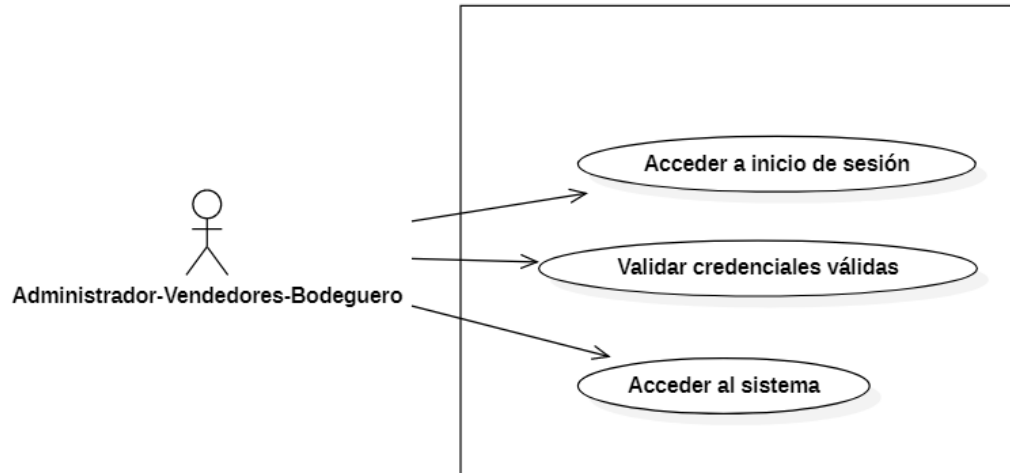 Acceder a inicio de sesión
Validar credenciales válidas
Administrador-Vendedores-Bodeguero
Acceder al sistema